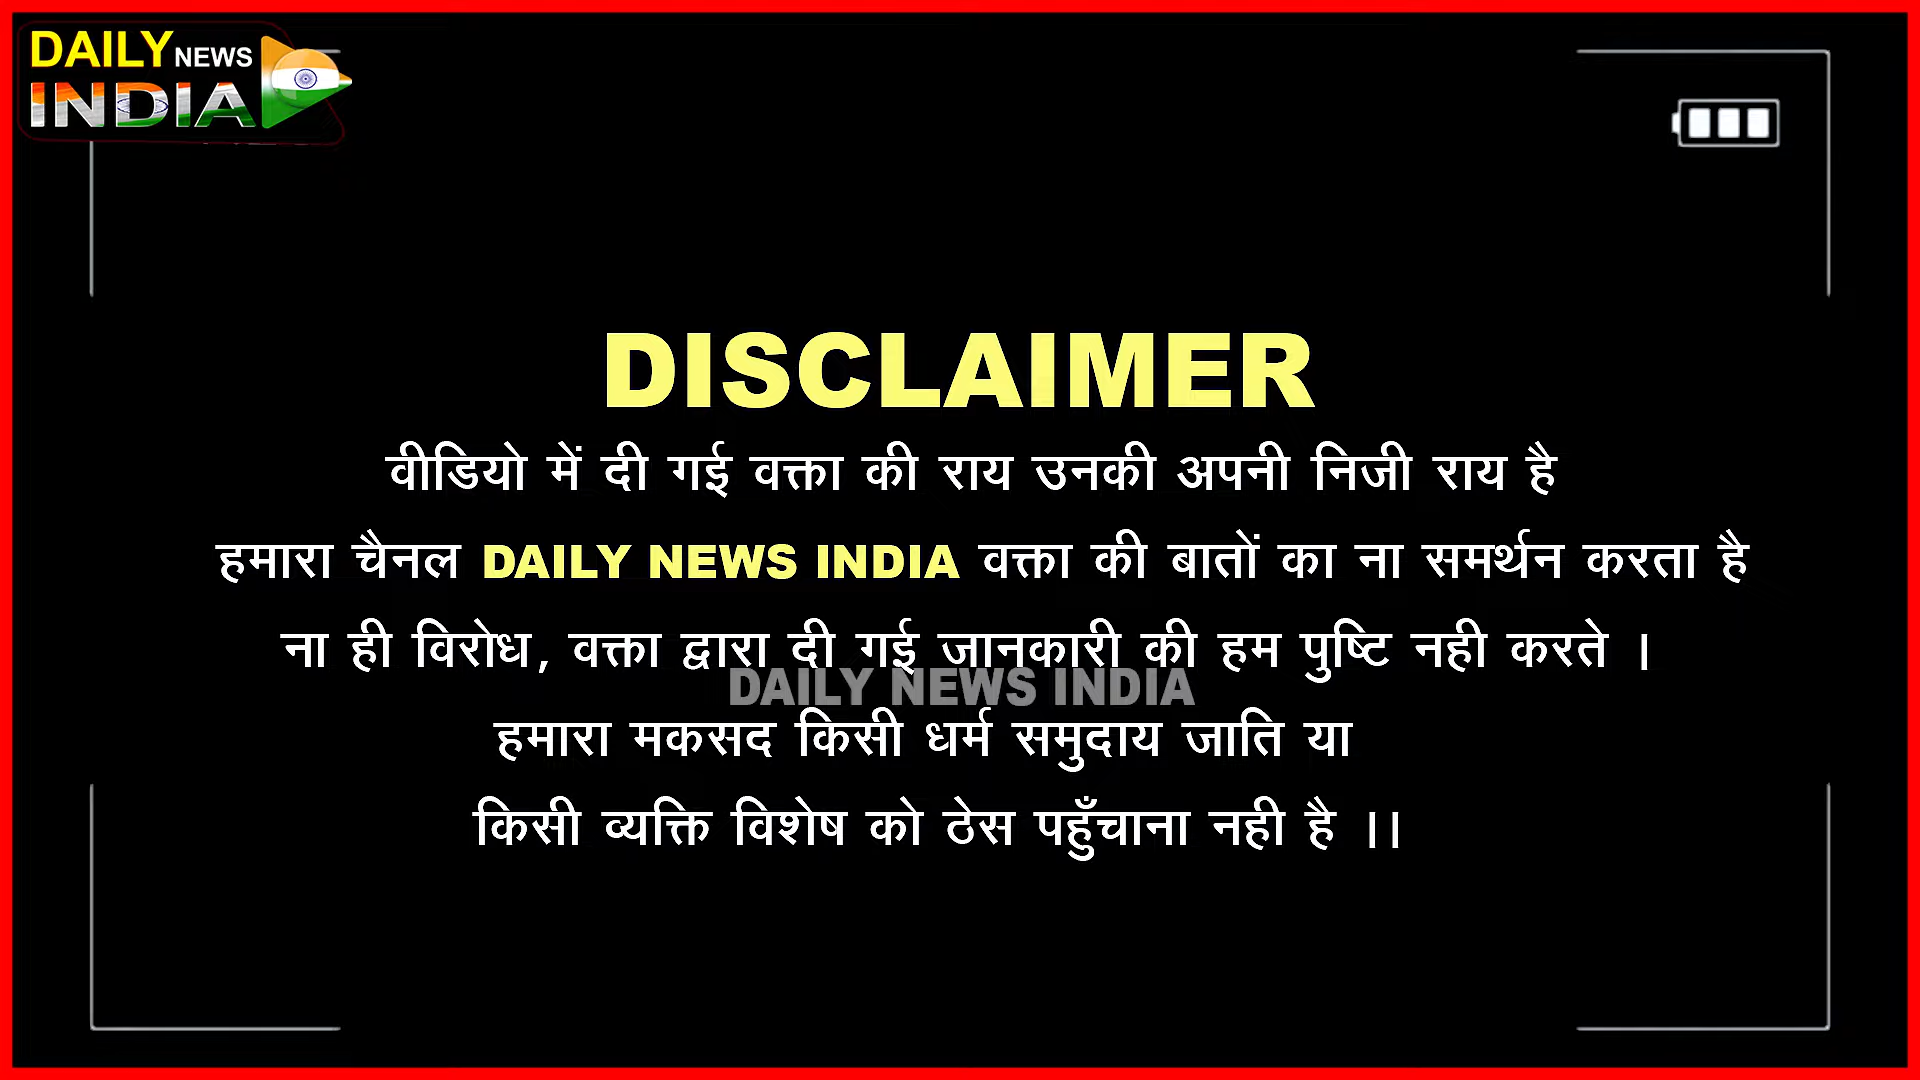 DAILY NEWS
INDIA
DISCLAIMER
वीडियो में दी गई वक्ता की राय उनकी अपनी निजी राय है
हमारा चैनल DAILY NEWS INDIA वक्ता की बातों का ना समर्थन करता है
ना ही विरोध, वक्ता द्वारा दी गई जानकारी की हम पुष्टि नही करते ।
DAILY NEWS INDIA
हमारा मकसद किसी धर्म समुदाय जाति या
किसी व्यक्ति विशेष को ठेस पहुँचाना नही है ।।